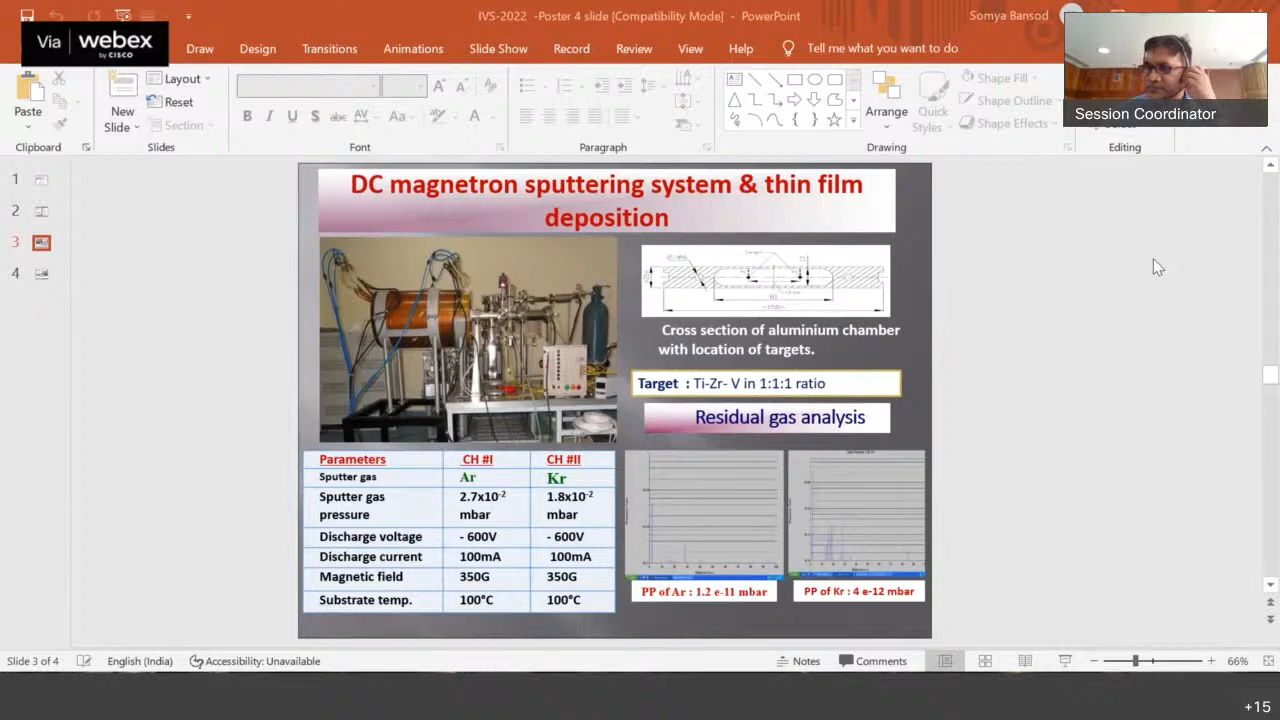 IVS-2022 -Poster 4 slide [Compatibility Mode] - PowerPoint
Somya Bansod
Via webex
by CISCO
Draw Design Transitions Animations Slide Show Record Review View Help Tell me what you want to do
Paste
New
Slide
Layout
Reset
Section
B I U S abc AV Aa A
Arrange
Quick
Styles
Shape Fill
Shape Outline
Shape Effects
Clipboard Slides Font Paragraph Drawing Editing
Session Coordinator
1
2
3
4
DC magnetron sputtering system & thin film
deposition
Cross section of aluminium chamber
with location of targets.
Target : Ti-Zr- V in 1:1:1 ratio
Residual gas analysis
Parameters CH #I CH #II
Sputter gas Ar Kr
Sputter gas pressure 2.7x10-2 mbar 1.8x10-2 mbar
Discharge voltage - 600V - 600V
Discharge current 100mA 100mA
Magnetic field 350G 350G
Substrate temp. 100°C 100°C
PP of Ar : 1.2 e-11 mbar
PP of Kr : 4 e-12 mbar
Slide 3 of 4 English (India) Accessibility: Unavailable Notes Comments 66%
+15